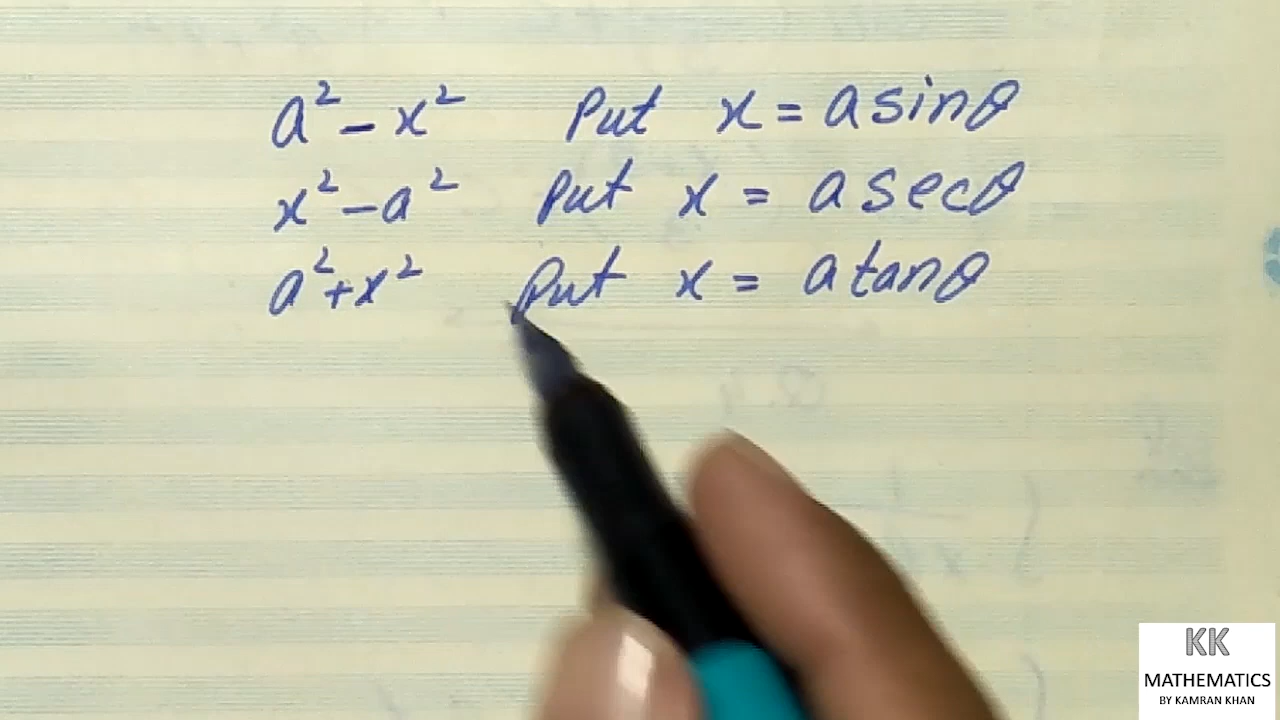 a² - x² Put x = a sinθ
x² - a² Put x = a secθ
a² + x² Put x = a tanθ
KK
MATHEMATICS
BY KAMRAN KHAN